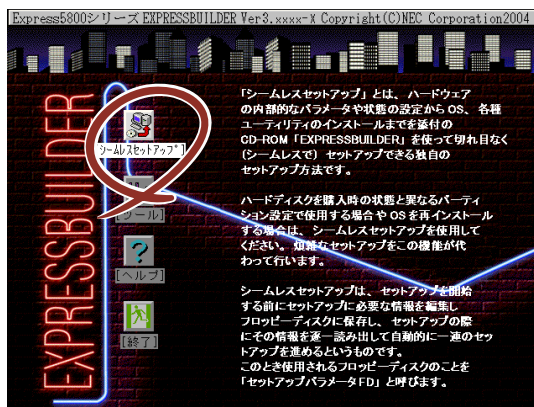 Express5800シリーズ EXPRESSBUILDER Ver3.xxxx-X Copyright(C)NEC Corporation2004
EXPRESSBUILDER
シームレスセットアップ]
[ツール]
[ヘルプ]
[終了]
「シームレスセットアップ」とは、ハードウェア
の内部的なパラメータや状態の設定からOS、各種
ユーティリティのインストールまでを添付の
CD-ROM「EXPRESSBUILDER」を使って切れ目なく
(シームレスで) セットアップできる独自の
セットアップ方法です。
ハードディスクを購入時の状態と異なるパーティ
ション設定で使用する場合やOSを再インストール
する場合は、シームレスセットアップを使用して
ください。煩雑なセットアップをこの機能が代
わって行います。
シームレスセットアップは、セットアップを開始
する前にセットアップに必要な情報を編集し
フロッピーディスクに保存し、セットアップの際
にその情報を逐一読み出して自動的に一連のセッ
トアップを進めるというものです。
このとき使用されるフロッピーディスクのことを
「セットアップパラメータFD」と呼びます。